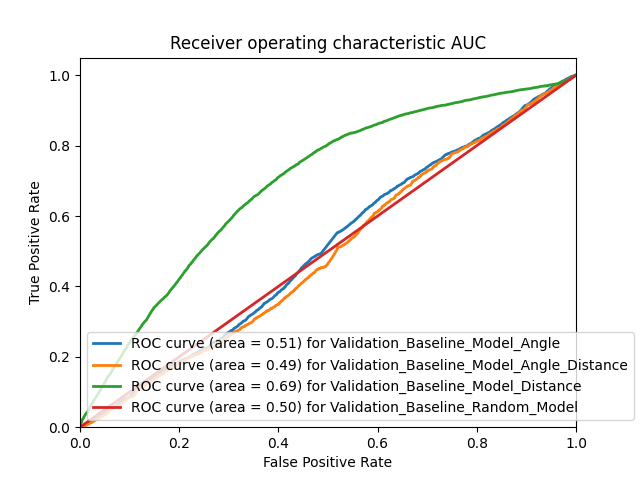 Receiver operating characteristic AUC
True Positive Rate
1.0
0.8
0.6
0.4
0.2
0.0
ROC curve (area = 0.51) for Validation_Baseline_Model_Angle
ROC curve (area = 0.49) for Validation_Baseline_Model_Angle_Distance
ROC curve (area = 0.69) for Validation_Baseline_Model_Distance
ROC curve (area = 0.50) for Validation_Baseline_Random_Model
0.0 0.2 0.4 0.6 0.8 1.0
False Positive Rate